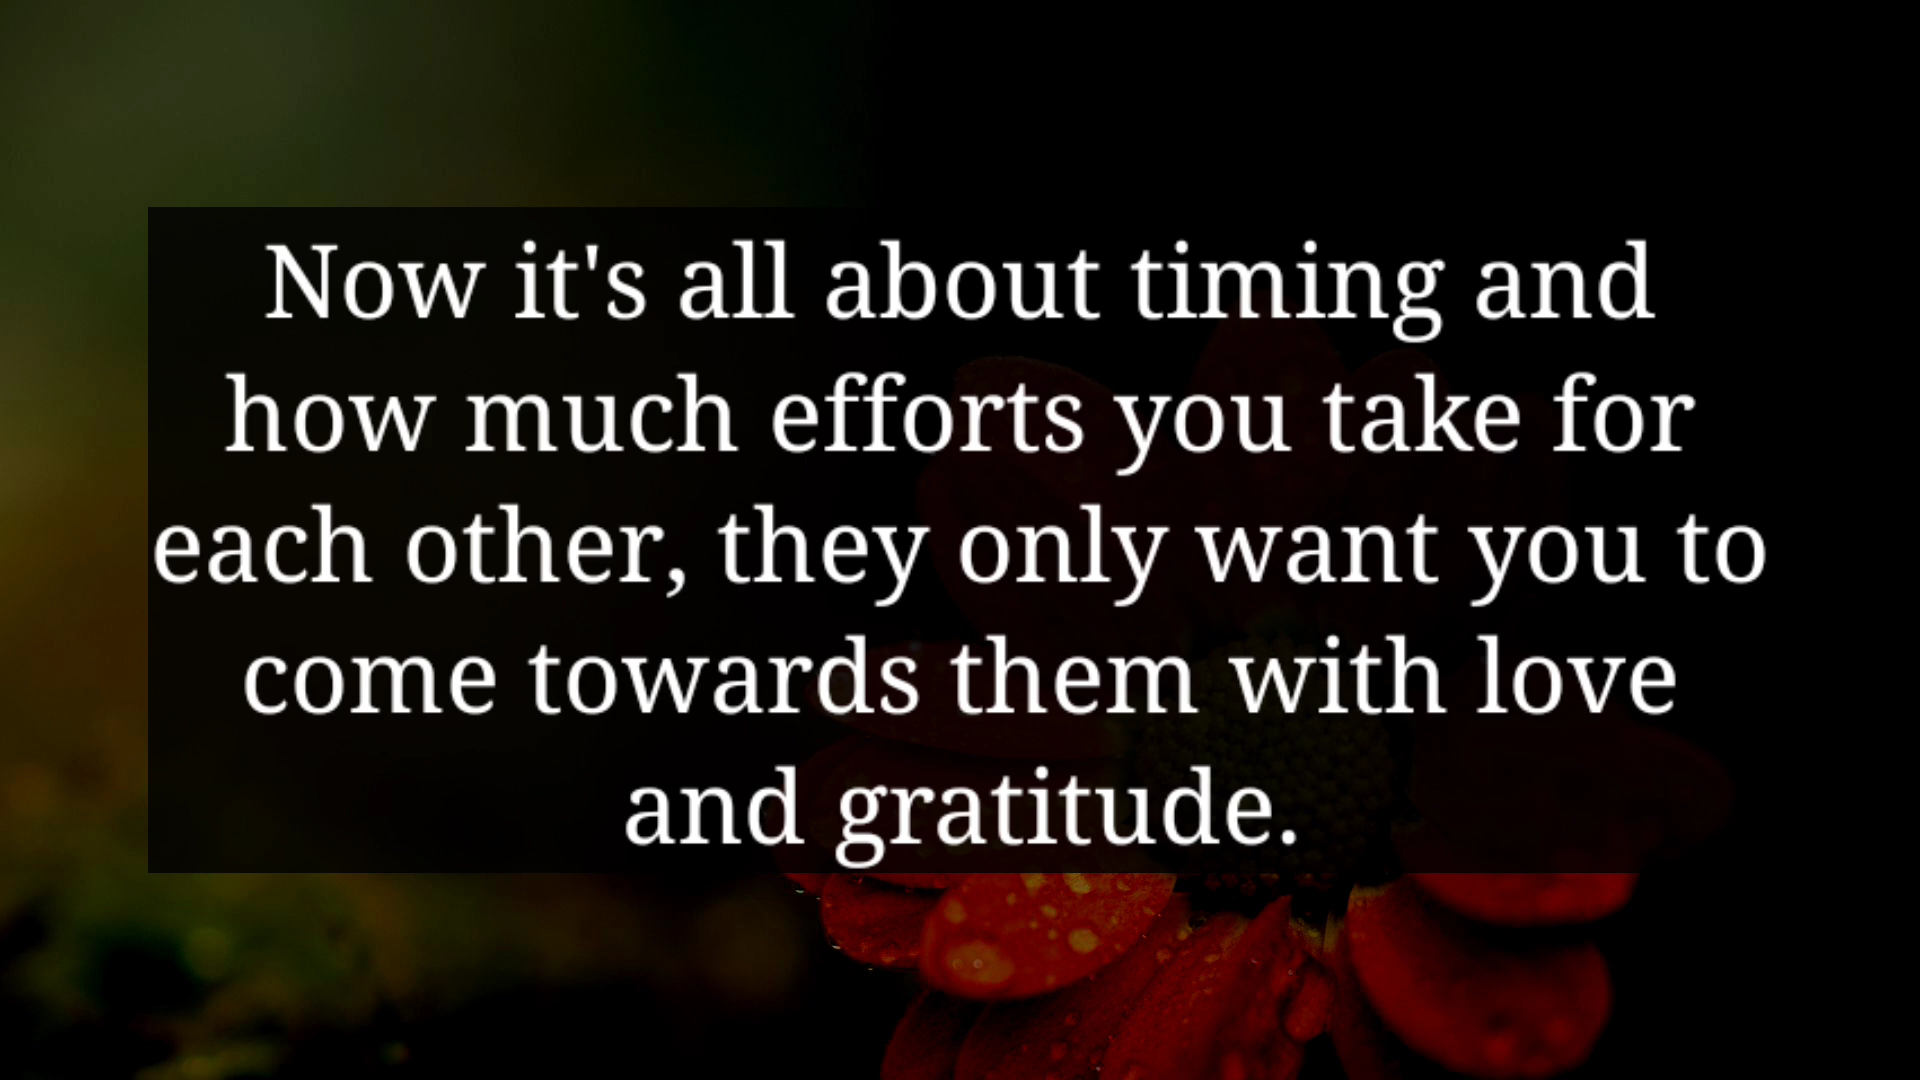 Now it's all about timing and
how much efforts you take for
each other, they only want you to
come towards them with love
and gratitude.